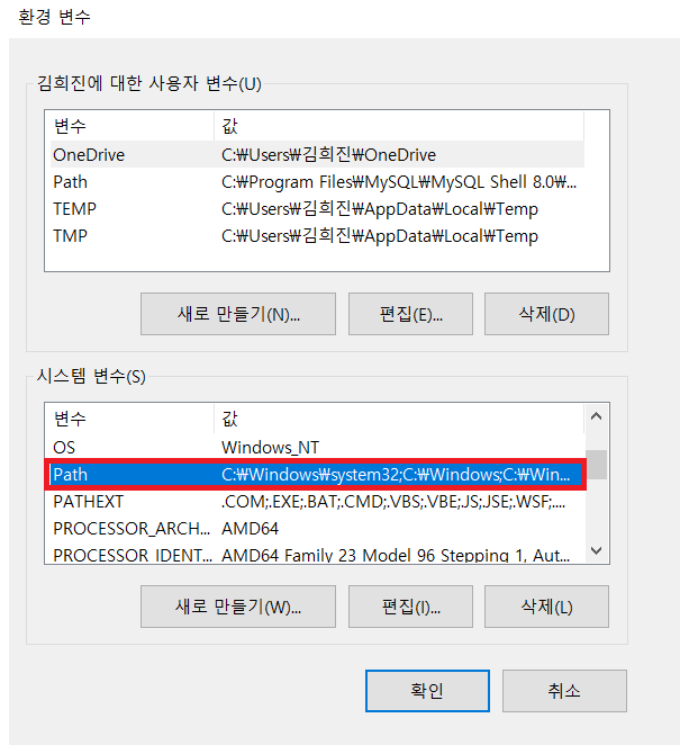 환경 변수
김희진에 대한 사용자 변수(U)
변수 값
OneDrive C:₩Users₩김희진₩OneDrive
Path C:₩Program Files₩MySQL₩MySQL Shell 8.0₩...
TEMP C:₩Users₩김희진₩AppData₩Local₩Temp
TMP C:₩Users₩김희진₩AppData₩Local₩Temp
새로 만들기(N)... 편집(E)... 삭제(D)
시스템 변수(S)
변수 값
OS Windows_NT
Path C:₩Windows₩system32;C:₩Windows;C:₩Win...
PATHEXT .COM;.EXE;.BAT;.CMD;.VBS;.VBE;.JS;.JSE;.WSF;....
PROCESSOR_ARCH... AMD64
PROCESSOR_IDENT... AMD64 Family 23 Model 96 Stepping 1, Aut...
새로 만들기(W)... 편집(I)... 삭제(L)
확인 취소